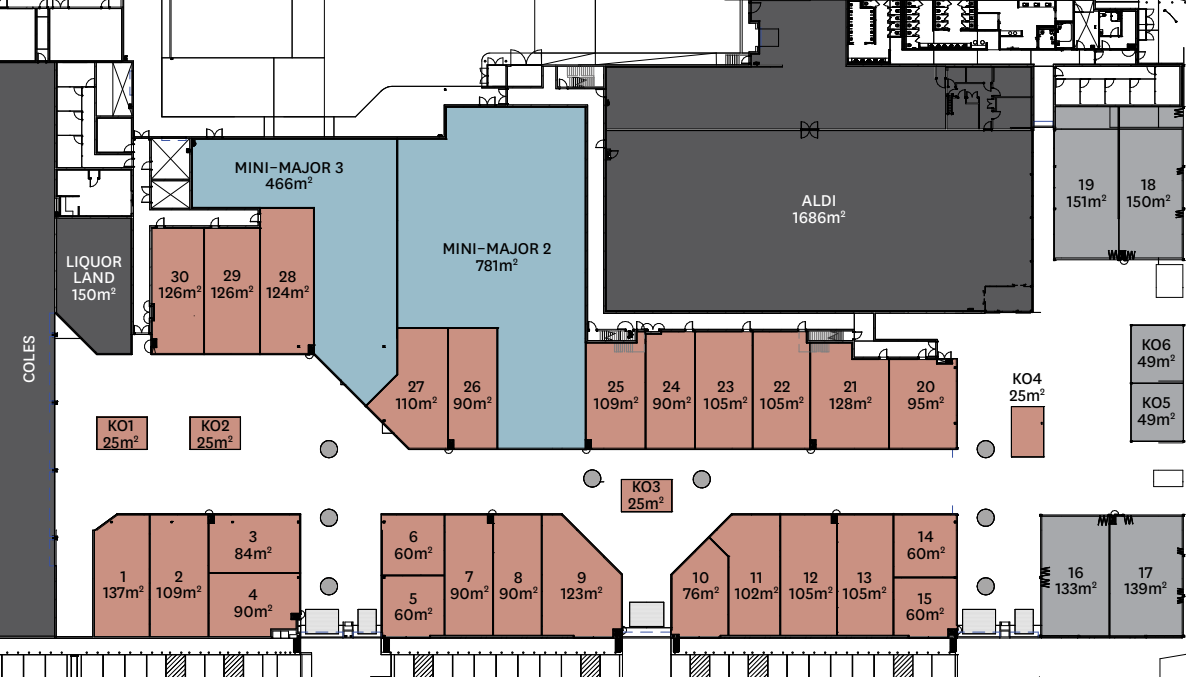 MINI–MAJOR 3
466m²
MINI–MAJOR 2
781m²
ALDI
1686m²
19
151m²
18
150m²
LIQUOR
LAND
150m²
30
126m²
29
126m²
28
124m²
COLES
KO6
49m²
KO5
49m²
KO4
25m²
27
110m²
26
90m²
25
109m²
24
90m²
23
105m²
22
105m²
21
128m²
20
95m²
KO1
25m²
KO2
25m²
KO3
25m²
1
137m²
2
109m²
3
84m²
4
90m²
6
60m²
5
60m²
7
90m²
8
90m²
9
123m²
10
76m²
11
102m²
12
105m²
13
105m²
14
60m²
15
60m²
16
133m²
17
139m²